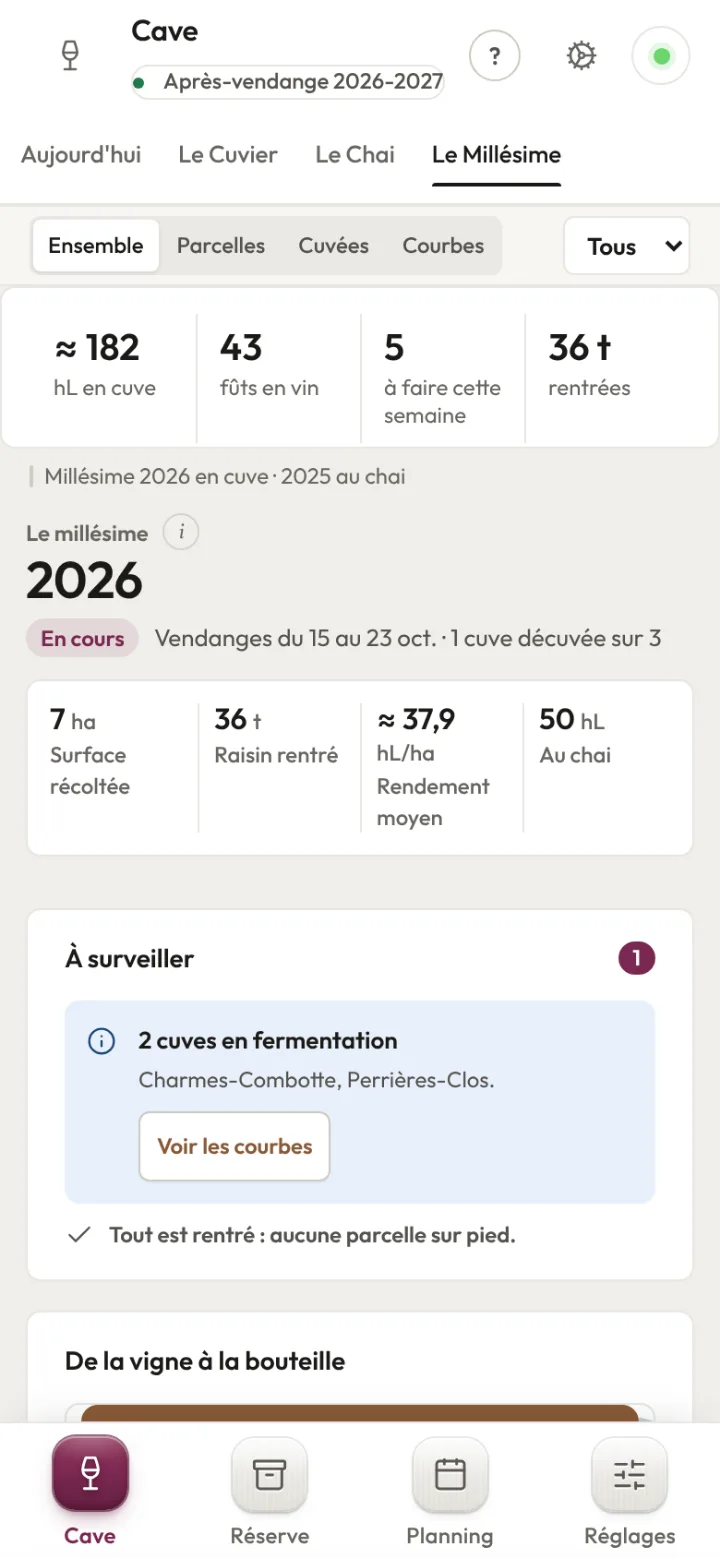 Cave
?
Après-vendange 2026-2027
Aujourd'hui Le Cuvier Le Chai Le Millésime
Ensemble Parcelles Cuvées Courbes Tous
≈ 182 43 5 36 t
hL en cuve fûts en vin à faire cette semaine rentrées
Millésime 2026 en cuve · 2025 au chai
Le millésime i
2026
En cours Vendanges du 15 au 23 oct. · 1 cuve décuvée sur 3
7 ha 36 t ≈ 37,9 hL/ha 50 hL
Surface récoltée Raisin rentré Rendement moyen Au chai
À surveiller 1
2 cuves en fermentation
Charmes-Combotte, Perrières-Clos.
Voir les courbes
Tout est rentré : aucune parcelle sur pied.
De la vigne à la bouteille
Cave Réserve Planning Réglages